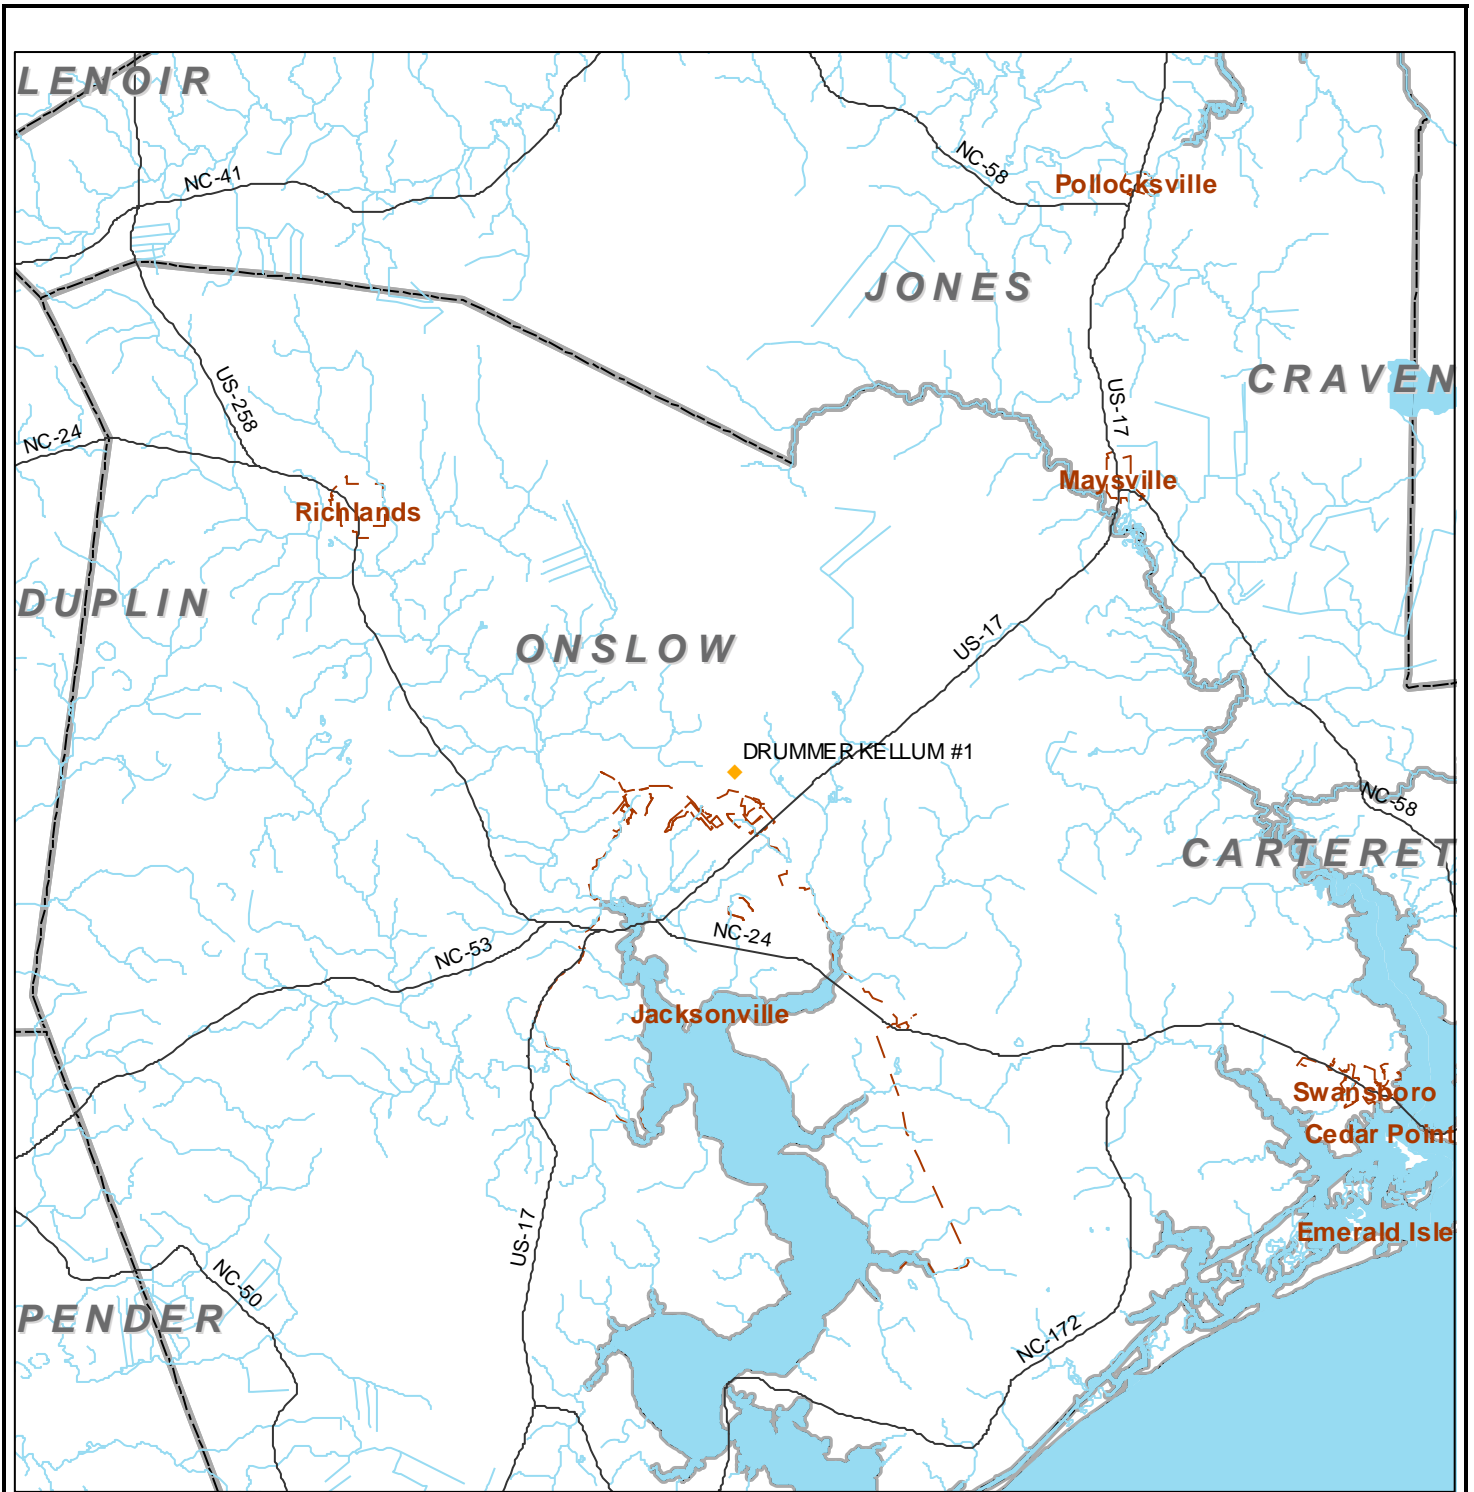 LENOIR
NC-41
NC-58
Pollocksville
JONES
CRAVEN
US-258
US-17
NC-24
Maysville
Richlands
DUPLIN
ONSLOW
US-17
DRUMMER KELLUM #1
NC-58
CARTERET
NC-53
NC-24
Jacksonville
Swansboro
Cedar Point
US-17
Emerald Isle
NC-50
PENDER
NC-172